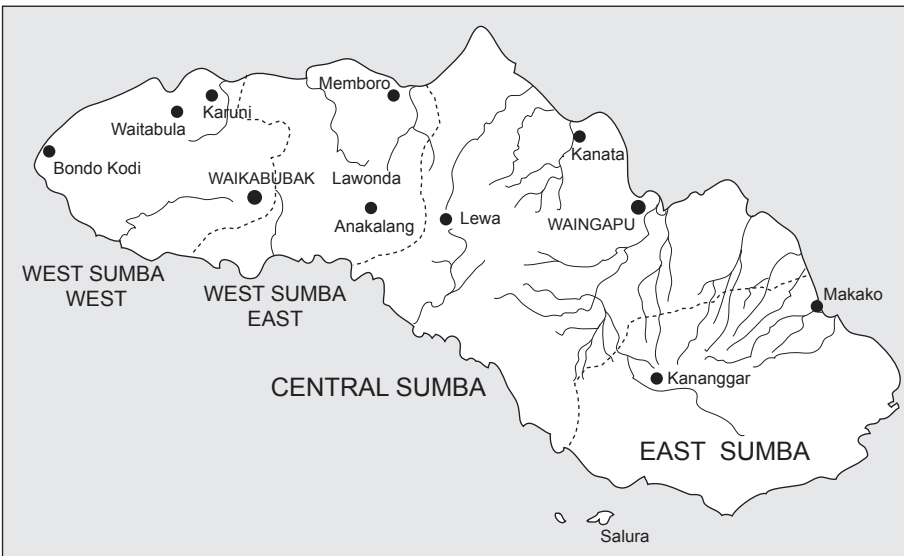 Memboro
Karuni
Waitabula
Kanata
Bondo Kodi
WAIKABUBAK
Lawonda
Anakalang
Lewa
WAINGAPU
WEST SUMBA
WEST
WEST SUMBA
EAST
Makako
CENTRAL SUMBA
Kananggar
EAST SUMBA
Salura